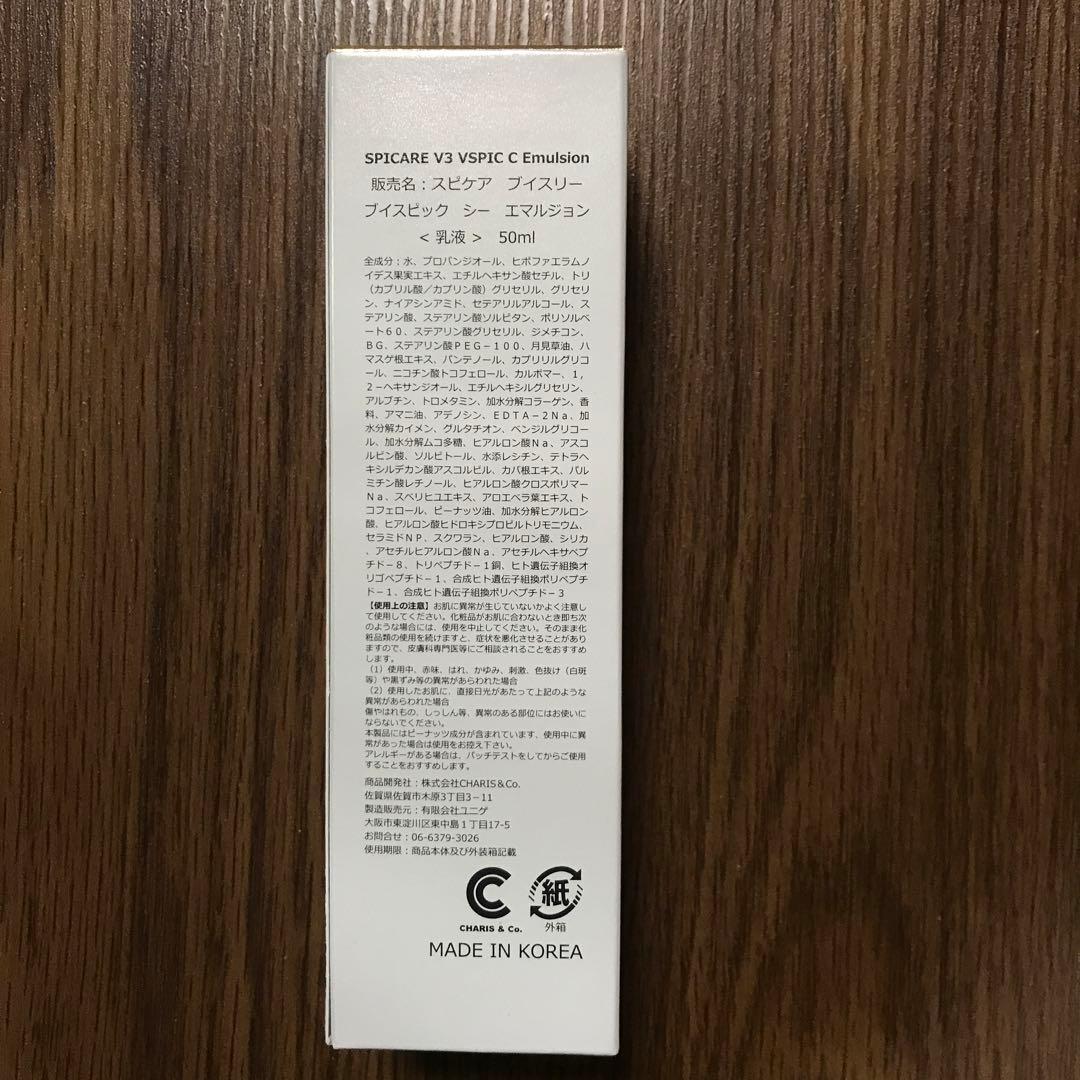 SPICARE V3 VSPIC C Emulsion
販売名：スピケア　ブイスリー
ブイスピック　シー　エマルジョン
＜ 乳液 ＞　50ml
全成分：水、プロパンジオール、ヒポファエラムノ
イデス果実エキス、エチルヘキサン酸セチル、トリ
（カプリル酸／カプリン酸）グリセリル、グリセリ
ン、ナイアシンアミド、セテアリルアルコール、ス
テアリン酸、ステアリン酸ソルビタン、ポリソルベ
ート６０、ステアリン酸グリセリル、ジメチコン、
ＢＧ、ステアリン酸ＰＥＧ－１００、月見草油、ハ
マスゲ根エキス、パンテノール、カプリリルグリコ
ール、ニコチン酸トコフェロール、カルボマー、１，
２－ヘキサンジオール、エチルヘキシルグリセリン、
アルブチン、トロメタミン、加水分解コラーゲン、香
料、アマニ油、アデノシン、ＥＤＴＡ－２Ｎａ、加
水分解カイメン、グルタチオン、ベンジルグリコー
ル、加水分解ムコ多糖、ヒアルロン酸Ｎａ、アスコ
ルビン酸、ソルビトール、水添レシチン、テトラヘ
キシルデカン酸アスコルビル、カバ根エキス、パル
ミチン酸レチノール、ヒアルロン酸クロスポリマー
Ｎａ、スベリヒユエキス、アロエベラ葉エキス、ト
コフェロール、ピーナッツ油、加水分解ヒアルロン
酸、ヒアルロン酸ヒドロキシプロピルトリモニウム、
セラミドＮＰ、スクワラン、ヒアルロン酸、シリカ
、アセチルヒアルロン酸Ｎａ、アセチルヘキサペプ
チド－８、トリペプチド－１銅、ヒト遺伝子組換オ
リゴペプチド－１、合成ヒト遺伝子組換ポリペプチ
ド－１、合成ヒト遺伝子組換ポリペプチド－３
【使用上の注意】お肌に異常が生じていないかよく注意し
て使用してください。化粧品がお肌に合わないとき即ち次
のような場合には、使用を中止してください。そのまま化
粧品類の使用を続けますと、症状を悪化させることがあり
ますので、皮膚科専門医等にご相談されることをおすすめ
します。
（1）使用中、赤味、はれ、かゆみ、刺激、色抜け（白斑
等）や黒ずみ等の異常があらわれた場合
（2）使用したお肌に、直接日光があたって上記のような
異常があらわれた場合
傷やはれもの、しっしん等、異常のある部位にはお使いに
ならないでください。
本製品にはピーナッツ成分が含まれています、使用中に異
常があった場合は使用をお控え下さい。
アレルギーがある場合は、パッチテストをしてからご使用
することをおすすめします。
商品開発社：株式会社CHARIS＆Co.
佐賀県佐賀市木原3丁目3－11
製造販売元：有限会社ユニゲ
大阪市東淀川区東中島１丁目17-5
お問合せ：06-6379-3026
使用期限：商品本体及び外装箱記載
紙
CHARIS & Co.
外箱
MADE IN KOREA